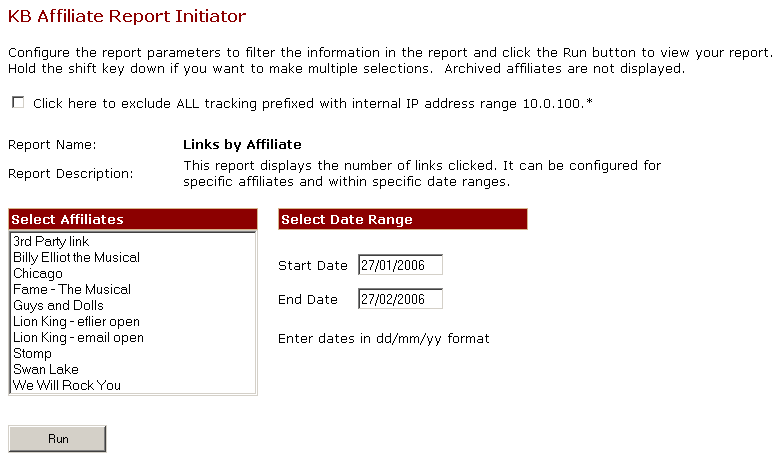 KB Affiliate Report Initiator
Configure the report parameters to filter the information in the report and click the Run button to view your report.
Hold the shift key down if you want to make multiple selections.  Archived affiliates are not displayed.
Click here to exclude ALL tracking prefixed with internal IP address range 10.0.100.*
Report Name: Links by Affiliate
Report Description: This report displays the number of links clicked. It can be configured for
specific affiliates and within specific date ranges.
Select Affiliates
3rd Party link
Billy Elliot the Musical
Chicago
Fame - The Musical
Guys and Dolls
Lion King - eflier open
Lion King - email open
Stomp
Swan Lake
We Will Rock You
Select Date Range
Start Date 27/01/2006
End Date 27/02/2006
Enter dates in dd/mm/yy format
Run